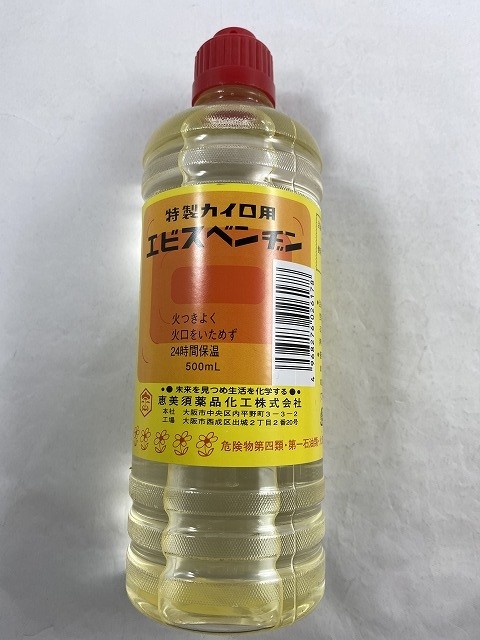 特製カイロ用
エビスベンヂン
火つきよく
火口をいためず
24時間保温
500mL
4968276026178
●● 未来を見つめ生活を化学する ●●
恵美須薬品化工株式会社
本社 大阪市中央区内平野町3-3-2
工場 大阪市西成区出城2丁目2番20号
危険物第四類・第一石油類